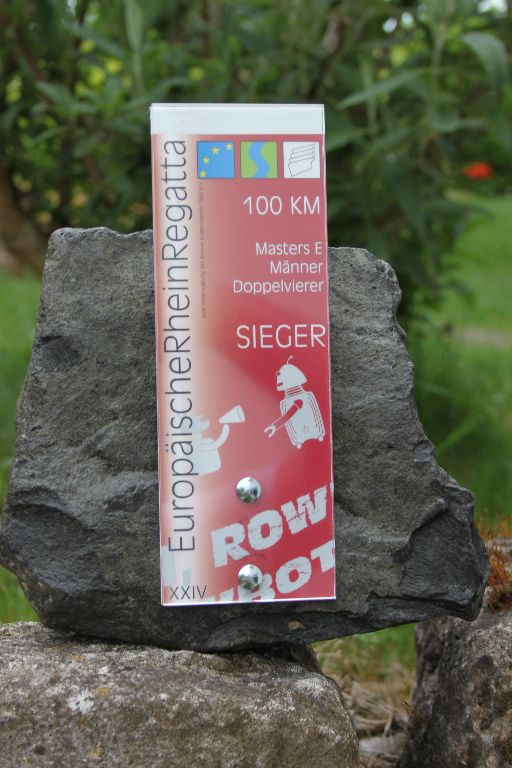 EuropäischeRheinRegatta
100 KM
Masters E
Männer
Doppelvierer
SIEGER
ROW
BOT
XXIV